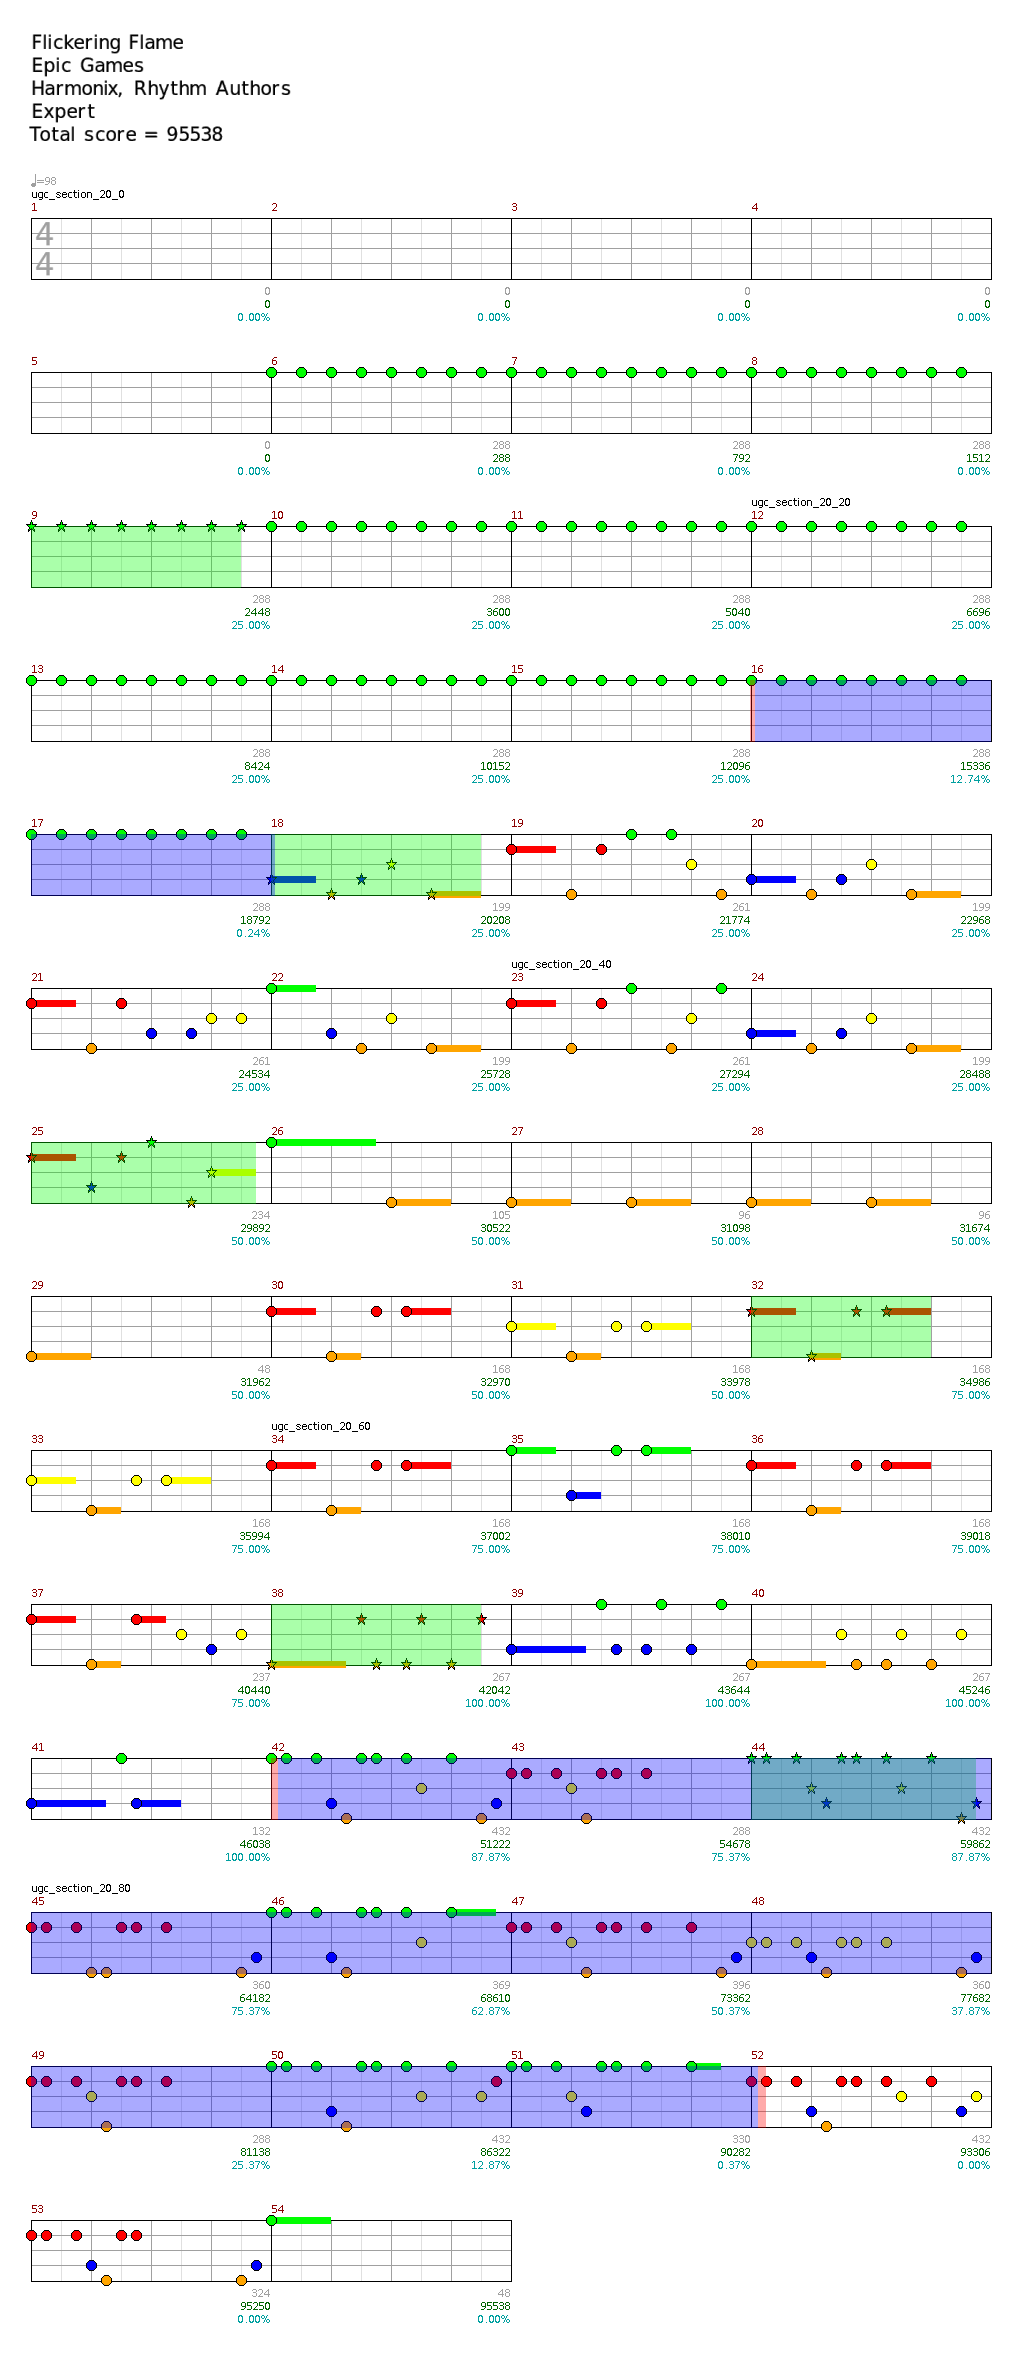 Flickering Flame
Epic Games
Harmonix, Rhythm Authors
Expert
Total score = 95538
♩=98
ugc_section_20_0
1 2 3 4
4
4
0 0 0 0
0 0 0 0
0.00% 0.00% 0.00% 0.00%
5 6 7 8
0 288 288 288
0 288 792 1512
0.00% 0.00% 0.00% 0.00%
ugc_section_20_20
9 10 11 12
288 288 288 288
2448 3600 5040 6696
25.00% 25.00% 25.00% 25.00%
13 14 15 16
288 288 288 288
8424 10152 12096 15336
25.00% 25.00% 25.00% 12.74%
17 18 19 20
288 199 261 199
18792 20208 21774 22968
0.24% 25.00% 25.00% 25.00%
ugc_section_20_40
21 22 23 24
261 199 261 199
24534 25728 27294 28488
25.00% 25.00% 25.00% 25.00%
25 26 27 28
234 105 96 96
29892 30522 31098 31674
50.00% 50.00% 50.00% 50.00%
29 30 31 32
48 168 168 168
31962 32970 33978 34986
50.00% 50.00% 50.00% 75.00%
ugc_section_20_60
33 34 35 36
168 168 168 168
35994 37002 38010 39018
75.00% 75.00% 75.00% 75.00%
37 38 39 40
237 267 267 267
40440 42042 43644 45246
75.00% 100.00% 100.00% 100.00%
41 42 43 44
132 432 288 432
46038 51222 54678 59862
100.00% 87.87% 75.37% 87.87%
ugc_section_20_80
45 46 47 48
360 369 396 360
64182 68610 73362 77682
75.37% 62.87% 50.37% 37.87%
49 50 51 52
288 432 330 432
81138 86322 90282 93306
25.37% 12.87% 0.37% 0.00%
53 54
324 48
95250 95538
0.00% 0.00%